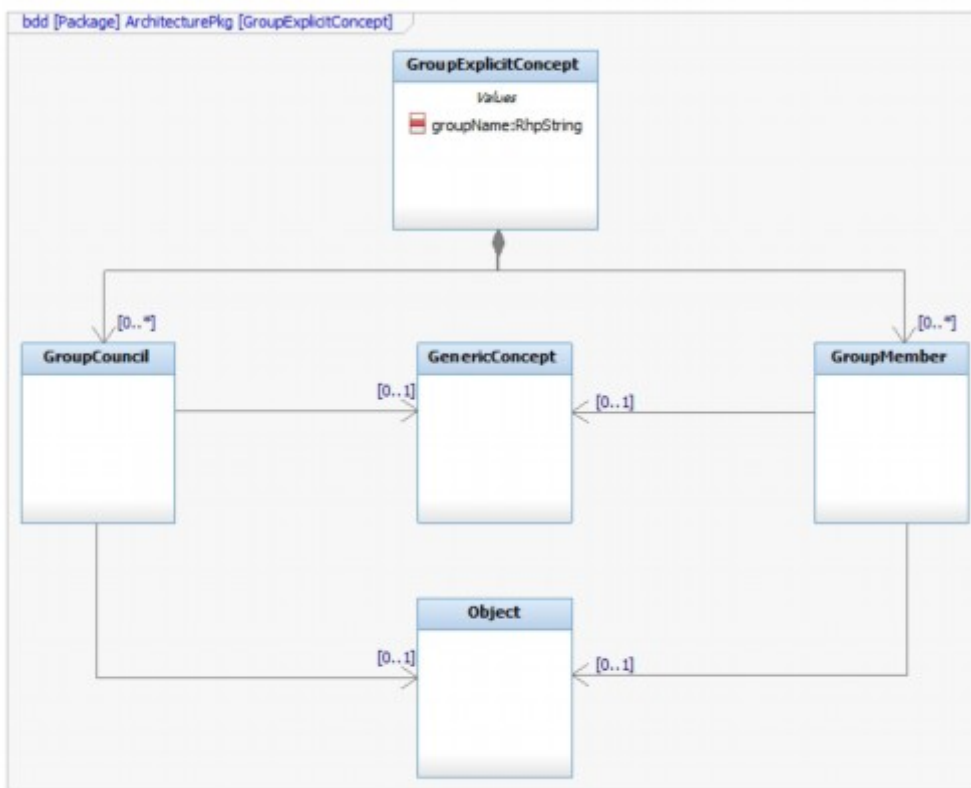 bdd [Package] ArchitecturePkg [GroupExplicitConcept]
GroupExplicitConcept
Values
groupName:RhpString
[0..*]
[0..*]
GroupCouncil
GenericConcept
GroupMember
[0..1]
[0..1]
Object
[0..1]
[0..1]